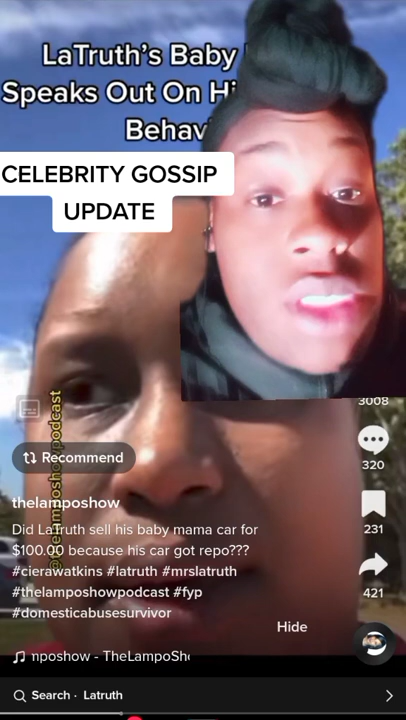 LaTruth's Baby
Speaks Out On Hi
Behav
CELEBRITY GOSSIP
UPDATE
3008
320
231
421
Recommend
thelamposhow
Did LaTruth sell his baby mama car for
$100.00 because his car got repo???
#cierawatkins #latruth #mrslatruth
#thelamposhowpodcast #fyp
#domesticabusesurvivor
Hide
nposhow - TheLampoSh
Search · Latruth